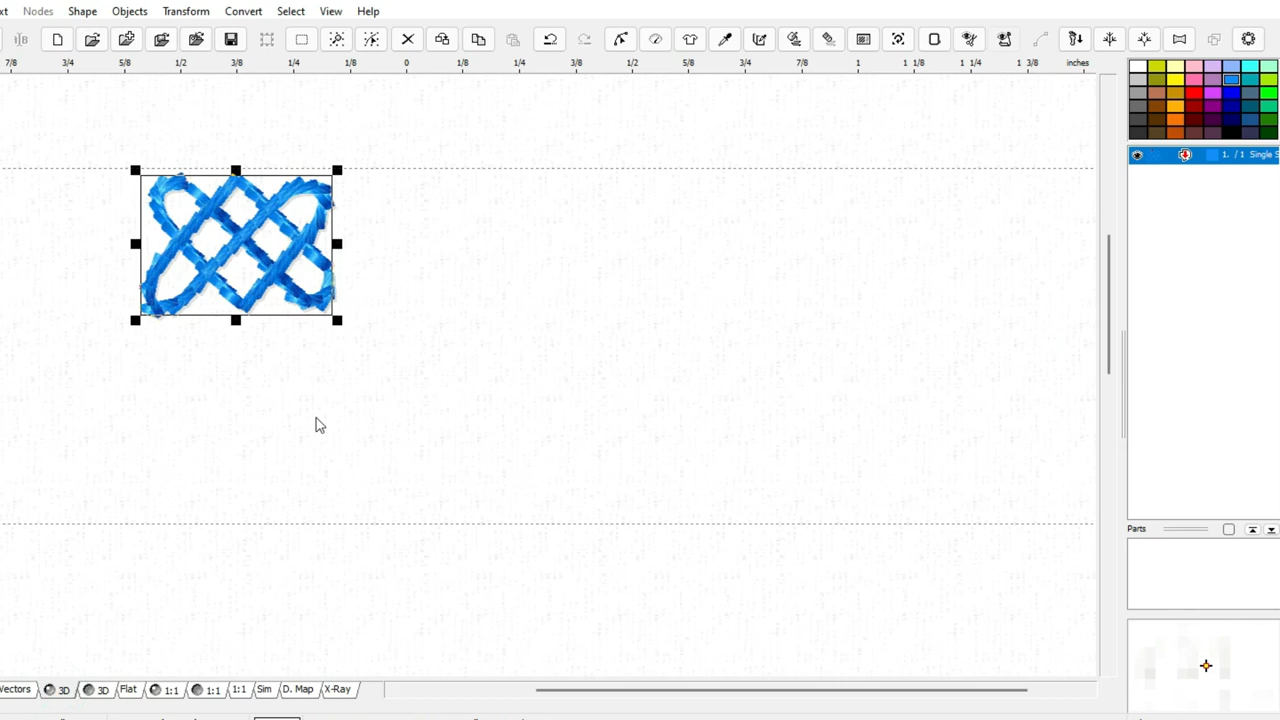 xt Nodes Shape Objects Transform Convert Select View Help
7/8 3/4 5/8 1/2 3/8 1/4 1/8 0 1/8 1/4 3/8 1/2 5/8 3/4 7/8 1 1 1/8 1 1/4 1 3/8 inches
1. / 1 Single S
Parts
Vectors 3D 3D Flat 1:1 1:1 1:1 Sim D. Map X-Ray